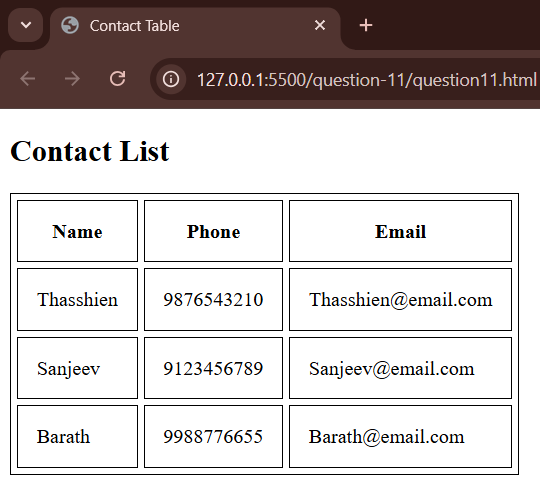 Contact Table
127.0.0.1:5500/question-11/question11.html
Contact List
Name Phone Email
Thasshien 9876543210 Thasshien@email.com
Sanjeev 9123456789 Sanjeev@email.com
Barath 9988776655 Barath@email.com